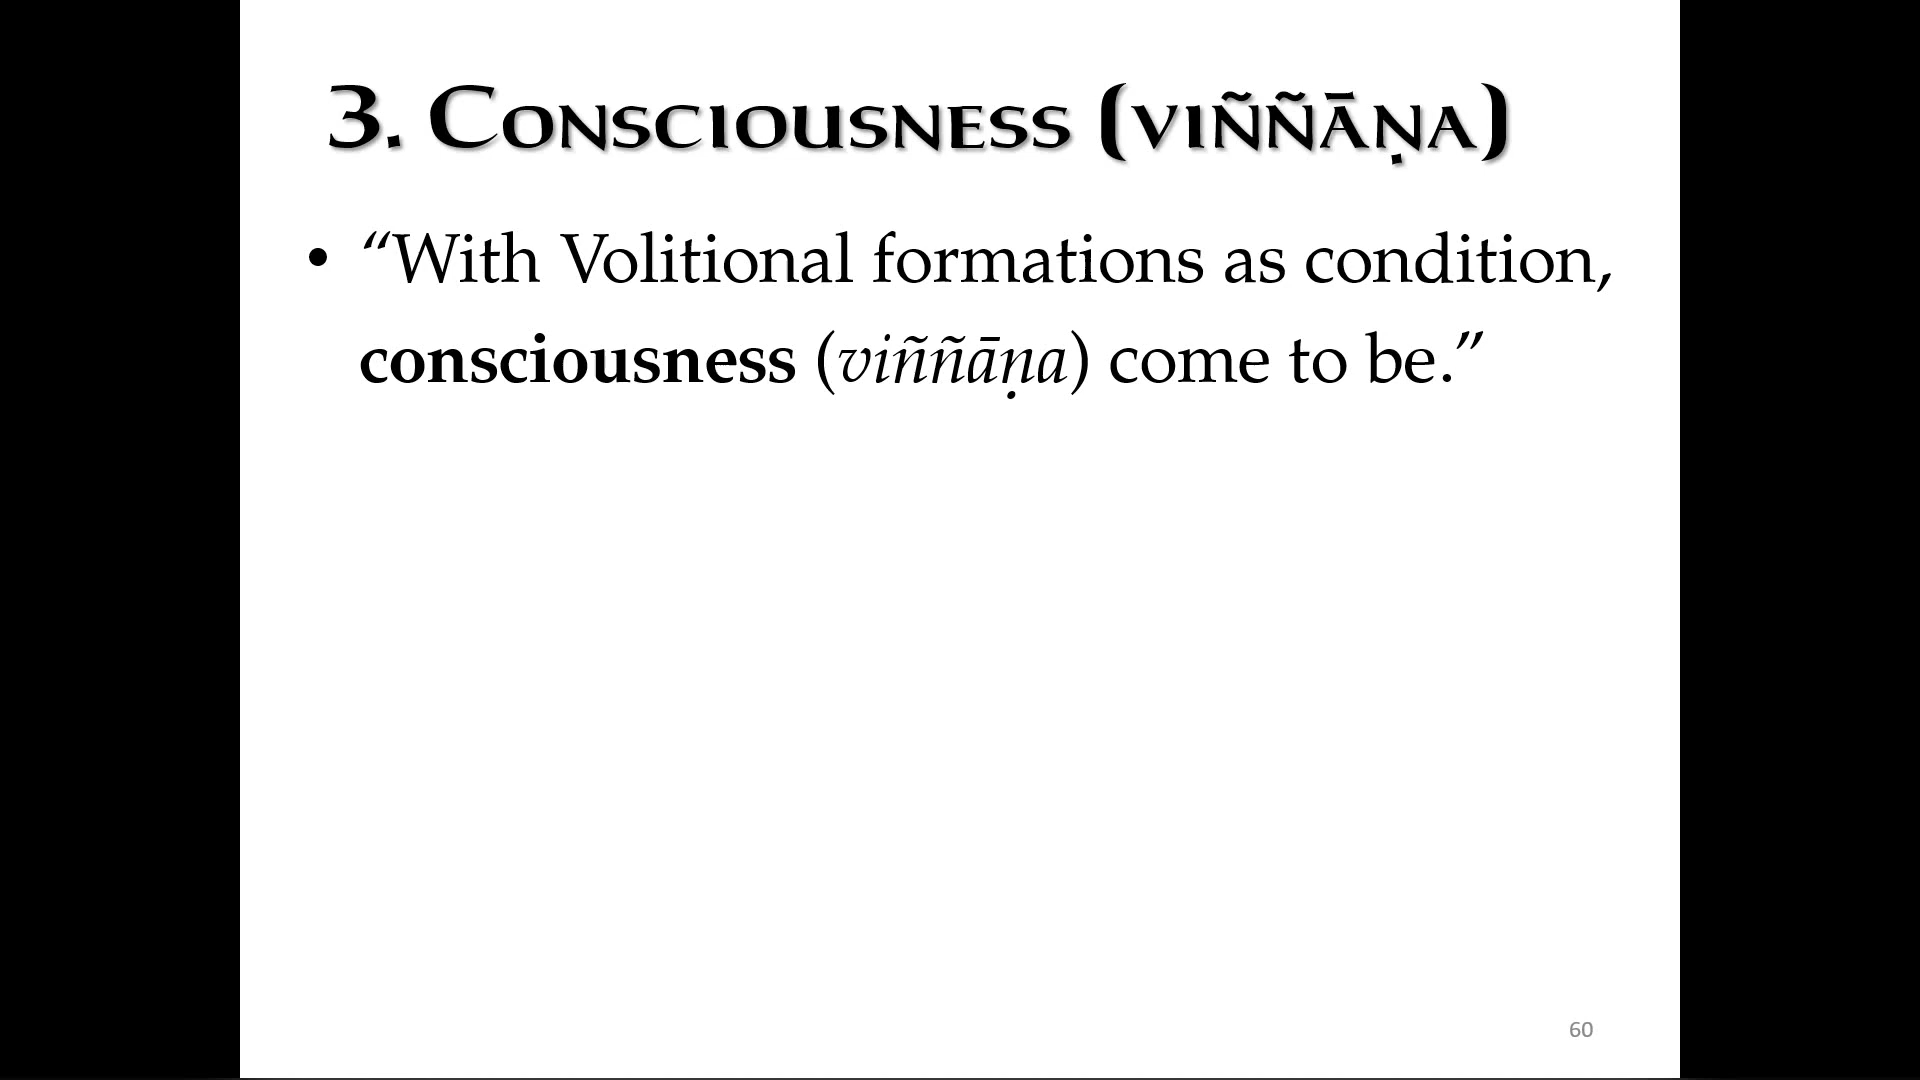 3. Consciousness (viññāṇa)
• “With Volitional formations as condition,
consciousness (viññāṇa) come to be.”
60